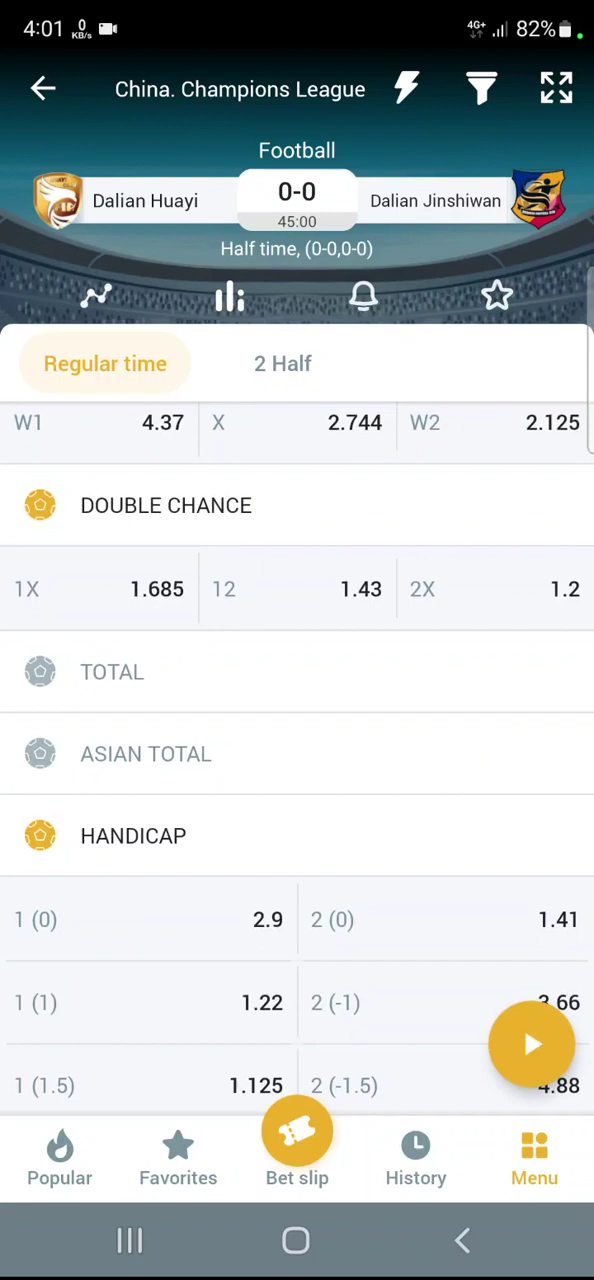 4:01 0 KB/s 4G+ 82%
China. Champions League
Football
Dalian Huayi 0-0 Dalian Jinshiwan
45:00
Half time, (0-0,0-0)
Regular time 2 Half
W1 4.37 X 2.744 W2 2.125
DOUBLE CHANCE
1X 1.685 12 1.43 2X 1.2
TOTAL
ASIAN TOTAL
HANDICAP
1 (0) 2.9 2 (0) 1.41
1 (1) 1.22 2 (-1) 3.66
1 (1.5) 1.125 2 (-1.5) 4.88
Popular Favorites Bet slip History Menu